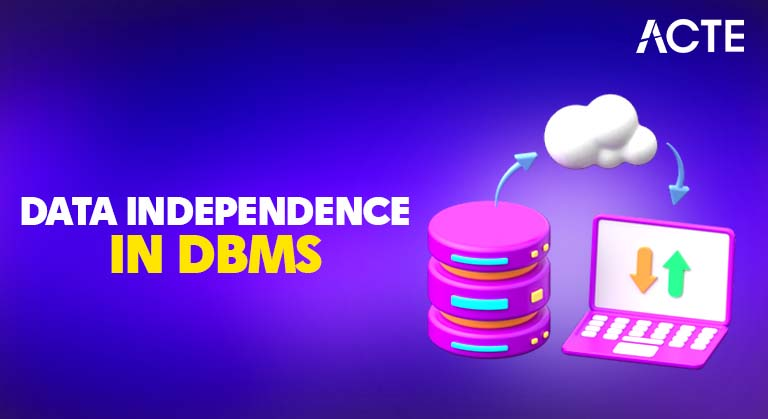 ACTE
DATA INDEPENDENCE
IN DBMS